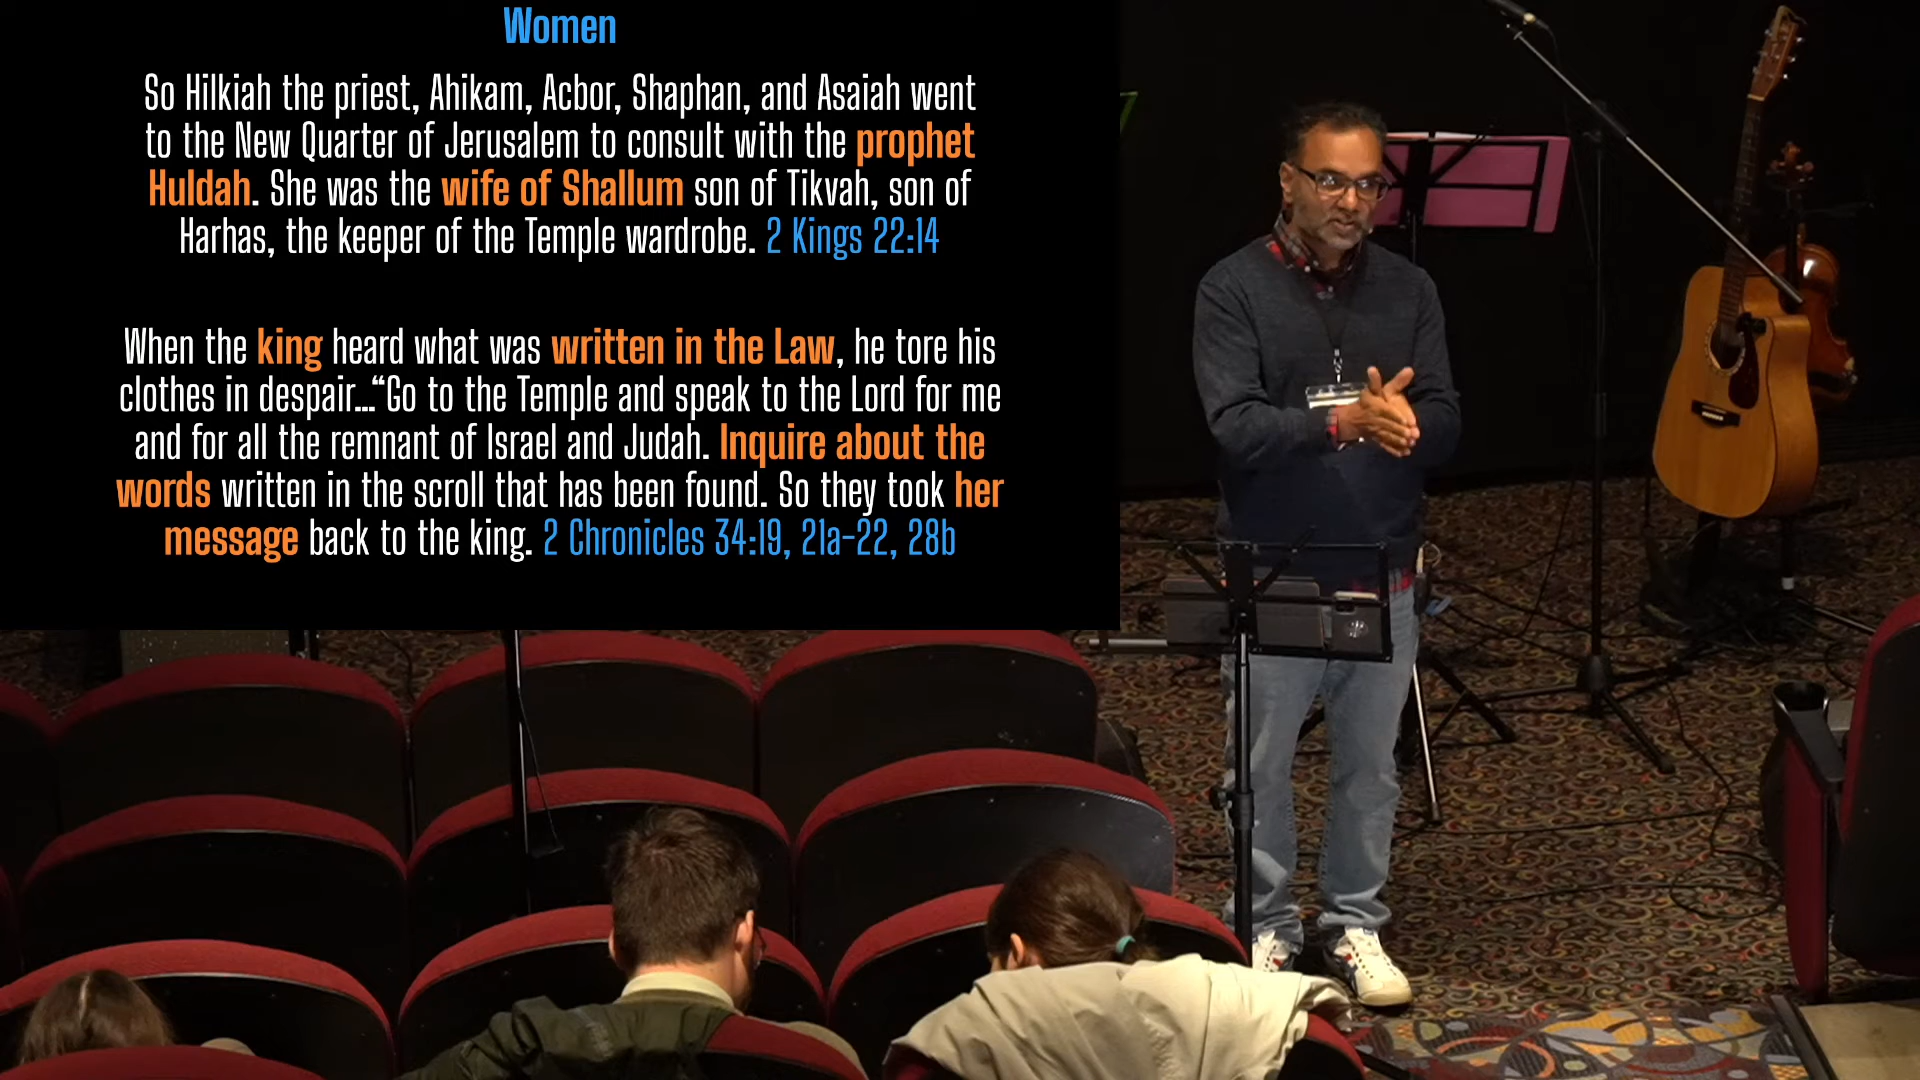 Women
So Hilkiah the priest, Ahikam, Acbor, Shaphan, and Asaiah went
to the New Quarter of Jerusalem to consult with the prophet
Huldah. She was the wife of Shallum son of Tikvah, son of
Harhas, the keeper of the Temple wardrobe. 2 Kings 22:14
When the king heard what was written in the Law, he tore his
clothes in despair...“Go to the Temple and speak to the Lord for me
and for all the remnant of Israel and Judah. Inquire about the
words written in the scroll that has been found. So they took her
message back to the king. 2 Chronicles 34:19, 21a-22, 28b